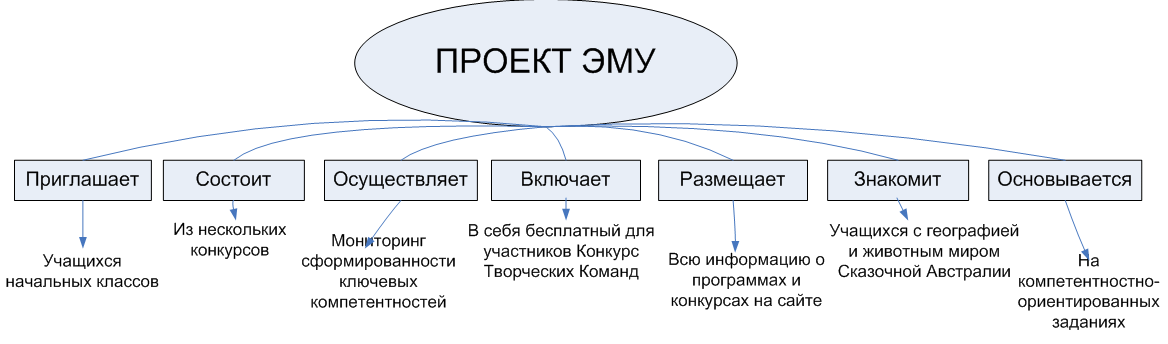 ПРОЕКТ ЭМУ
Приглашает
Состоит
Осуществляет
Включает
Размещает
Знакомит
Основывается
Учащихся
начальных классов
Из нескольких
конкурсов
Мониторинг
сформированности
ключевых
компетентностей
В себя бесплатный для
участников Конкурс
Творческих Команд
Всю информацию о
программах и
конкурсах на сайте
Учащихся с географией
и животным миром
Сказочной Австралии
На
компетентностно-
ориентированных
заданиях